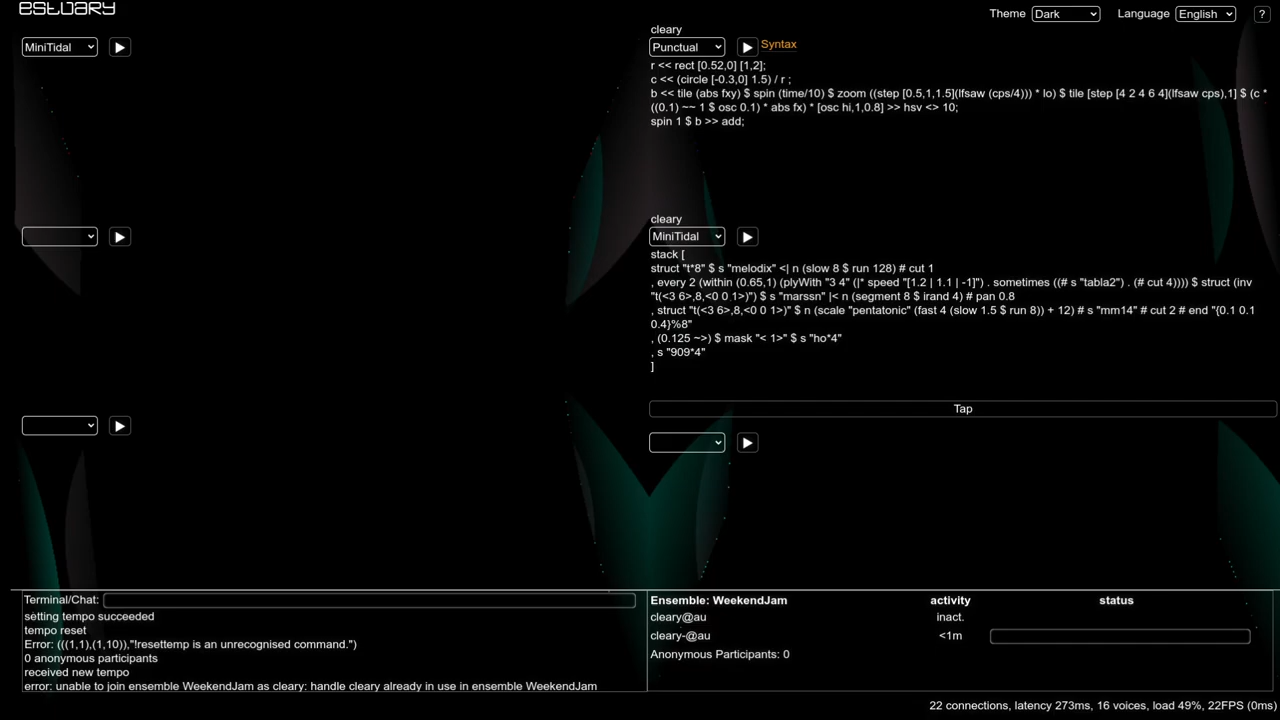 estuary
Theme Dark Language English ?
cleary
MiniTidal
Punctual Syntax
r << rect [0.52,0] [1,2];
c << (circle [-0.3,0] 1.5) / r ;
b << tile (abs fxy) $ spin (time/10) $ zoom ((step [0.5,1,1.5](lfsaw (cps/4))) * lo) $ tile [step [4 2 4 6 4](lfsaw cps),1] $ (c *
((0.1) ~~ 1 $ osc 0.1) * abs fx) * [osc hi,1,0.8] >> hsv <> 10;
spin 1 $ b >> add;
cleary
MiniTidal
stack [
struct "t*8" $ s "melodix" <| n (slow 8 $ run 128) # cut 1
, every 2 (within (0.65,1) (plyWith "3 4" (|* speed "[1.2 | 1.1 | -1]") . sometimes ((# s "tabla2") . (# cut 4)))) $ struct (inv
"t(<3 6>,8,<0 0 1>)") $ s "marssn" |< n (segment 8 $ irand 4) # pan 0.8
, struct "t(<3 6>,8,<0 0 1>)" $ n (scale "pentatonic" (fast 4 (slow 1.5 $ run 8)) + 12) # s "mm14" # cut 2 # end "{0.1 0.1
0.4}%8"
, (0.125 ~>) $ mask "< 1>" $ s "ho*4"
, s "909*4"
]
Tap
Terminal/Chat:
setting tempo succeeded
tempo reset
Error: (((1,1),(1,10)),"!resettemp is an unrecognised command.")
0 anonymous participants
received new tempo
error: unable to join ensemble WeekendJam as cleary: handle cleary already in use in ensemble WeekendJam
Ensemble: WeekendJam activity status
cleary@au inact.
cleary-@au <1m
Anonymous Participants: 0
22 connections, latency 273ms, 16 voices, load 49%, 22FPS (0ms)